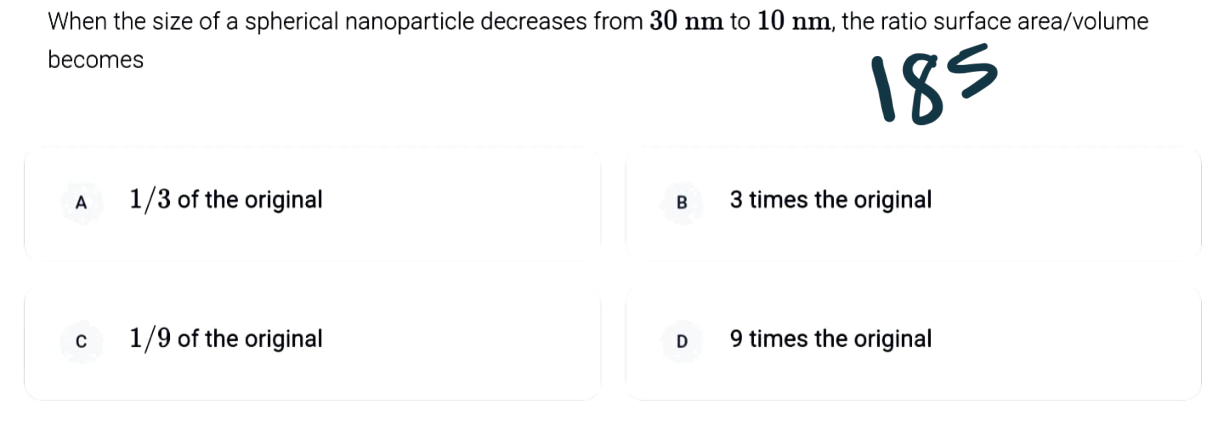 When the size of a spherical nanoparticle decreases from 30 nm to 10 nm, the ratio surface area/volume
becomes
185
A 1/3 of the original
B 3 times the original
C 1/9 of the original
D 9 times the original